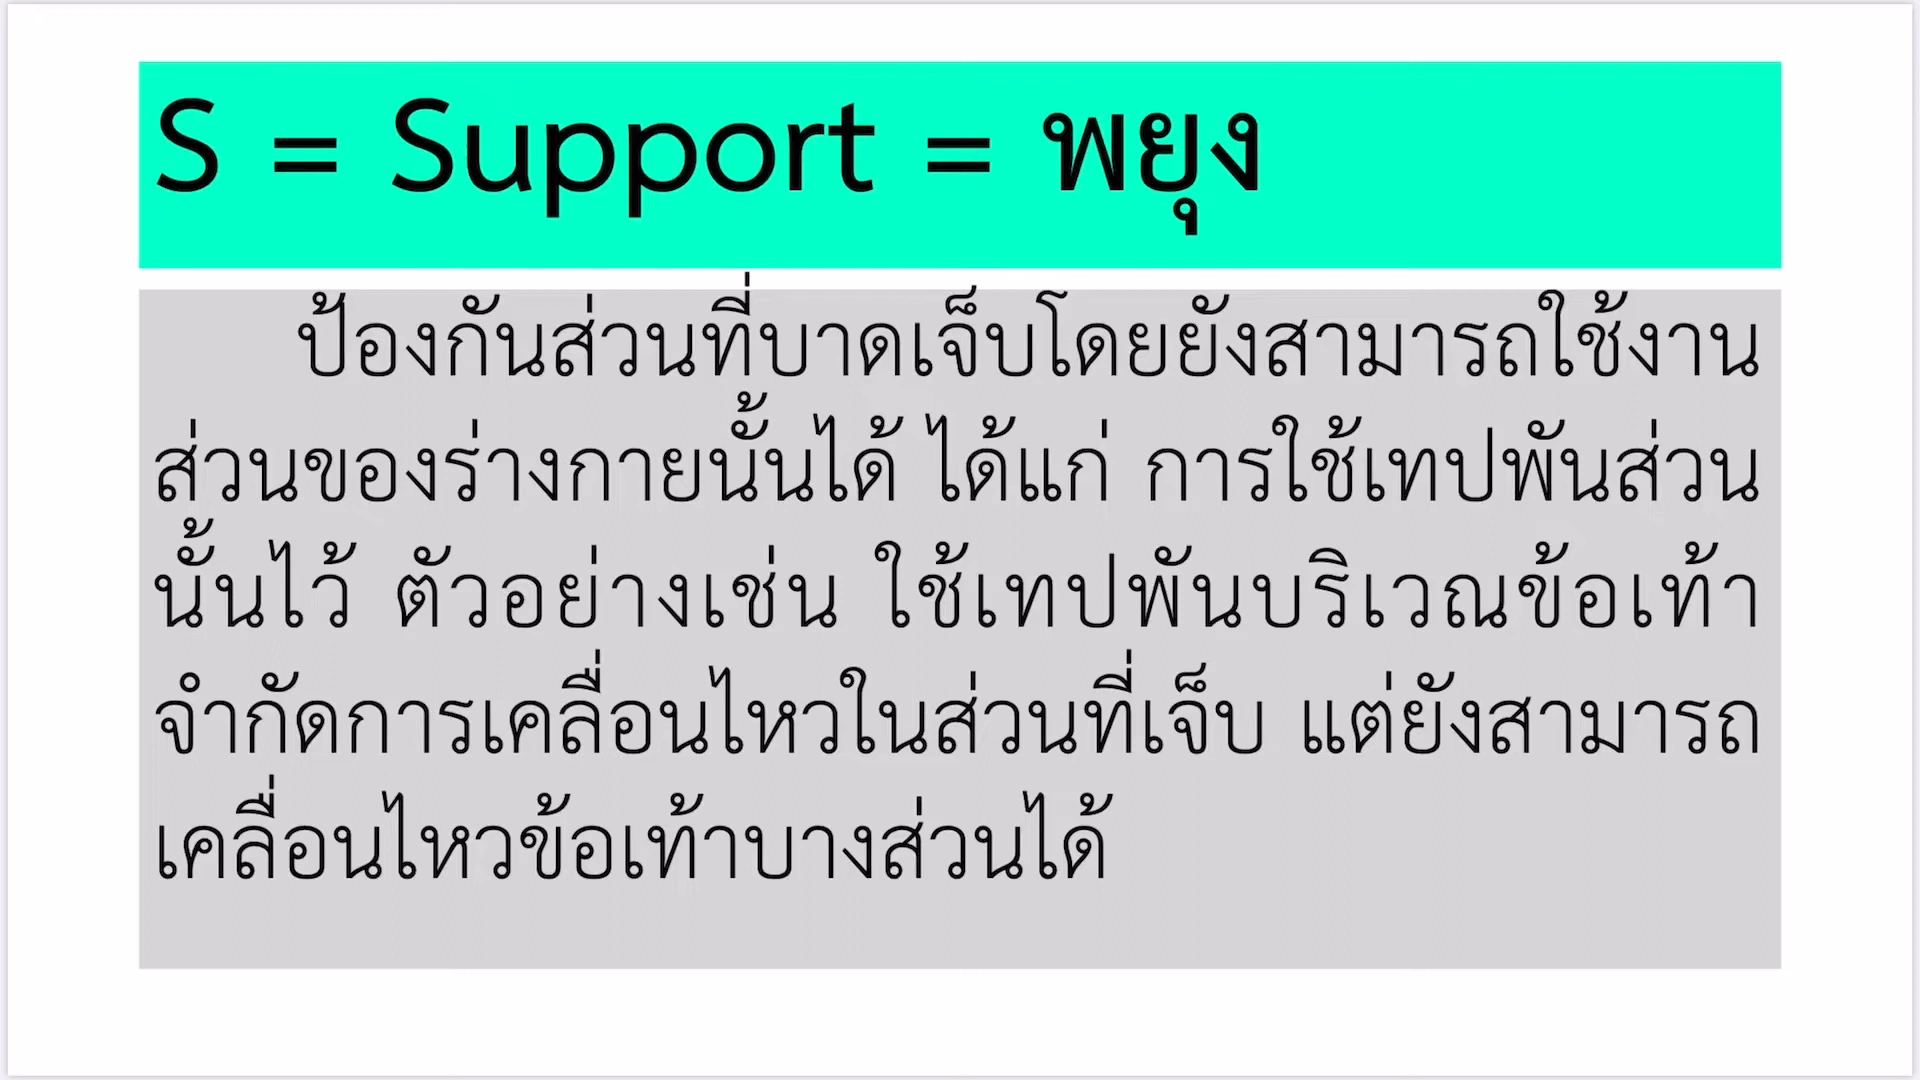 S = Support = พยุง
ป้องกันส่วนที่บาดเจ็บโดยยังสามารถใช้งาน
ส่วนของร่างกายนั้นได้ ได้แก่ การใช้เทปพันส่วน
นั้นไว้ ตัวอย่างเช่น ใช้เทปพันบริเวณข้อเท้า
จำกัดการเคลื่อนไหวในส่วนที่เจ็บ แต่ยังสามารถ
เคลื่อนไหวข้อเท้าบางส่วนได้